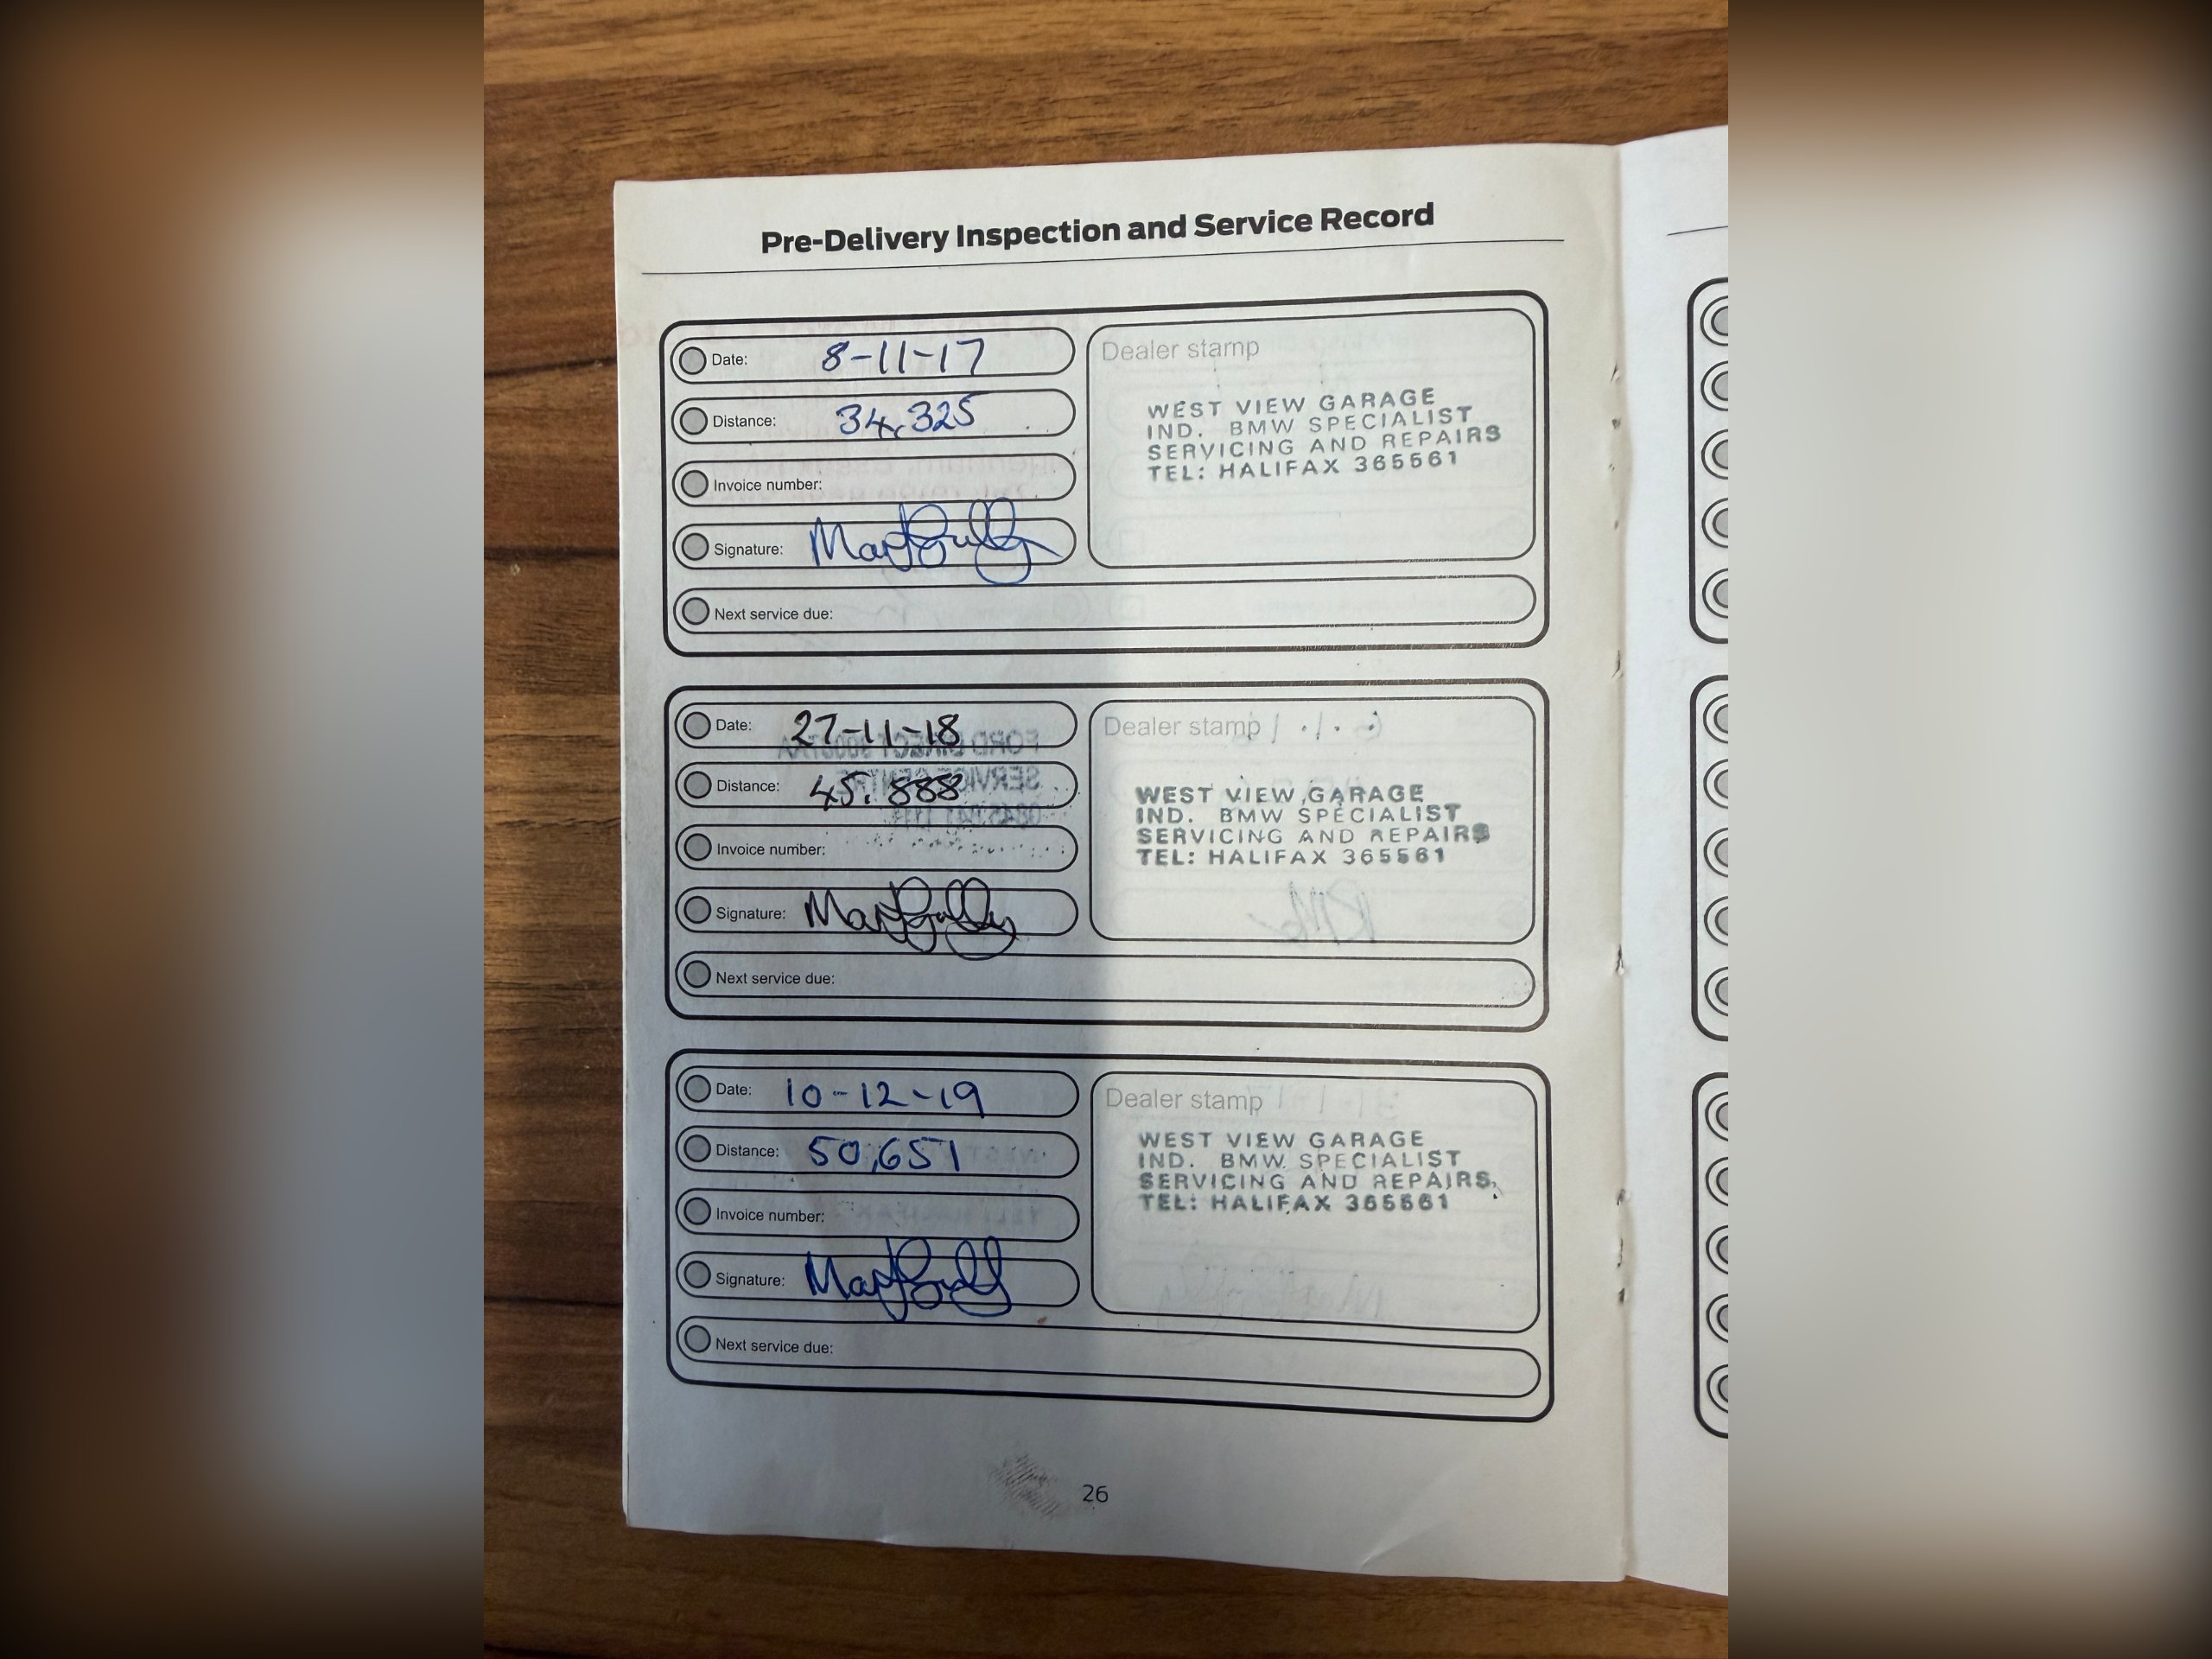 Pre-Delivery Inspection and Service Record
Date: 8-11-17
Distance: 34,325
Invoice number:
Signature:
Next service due:
Dealer stamp
WEST VIEW GARAGE
IND. BMW SPECIALIST
SERVICING AND REPAIRS
TEL: HALIFAX 365561
Date: 27-11-18
Distance: 45,888
Invoice number:
Signature:
Next service due:
Dealer stamp
WEST VIEW GARAGE
IND. BMW SPECIALIST
SERVICING AND REPAIRS
TEL: HALIFAX 365561
Date: 10-12-19
Distance: 50,651
Invoice number:
Signature:
Next service due:
Dealer stamp
WEST VIEW GARAGE
IND. BMW SPECIALIST
SERVICING AND REPAIRS
TEL: HALIFAX 365561
26